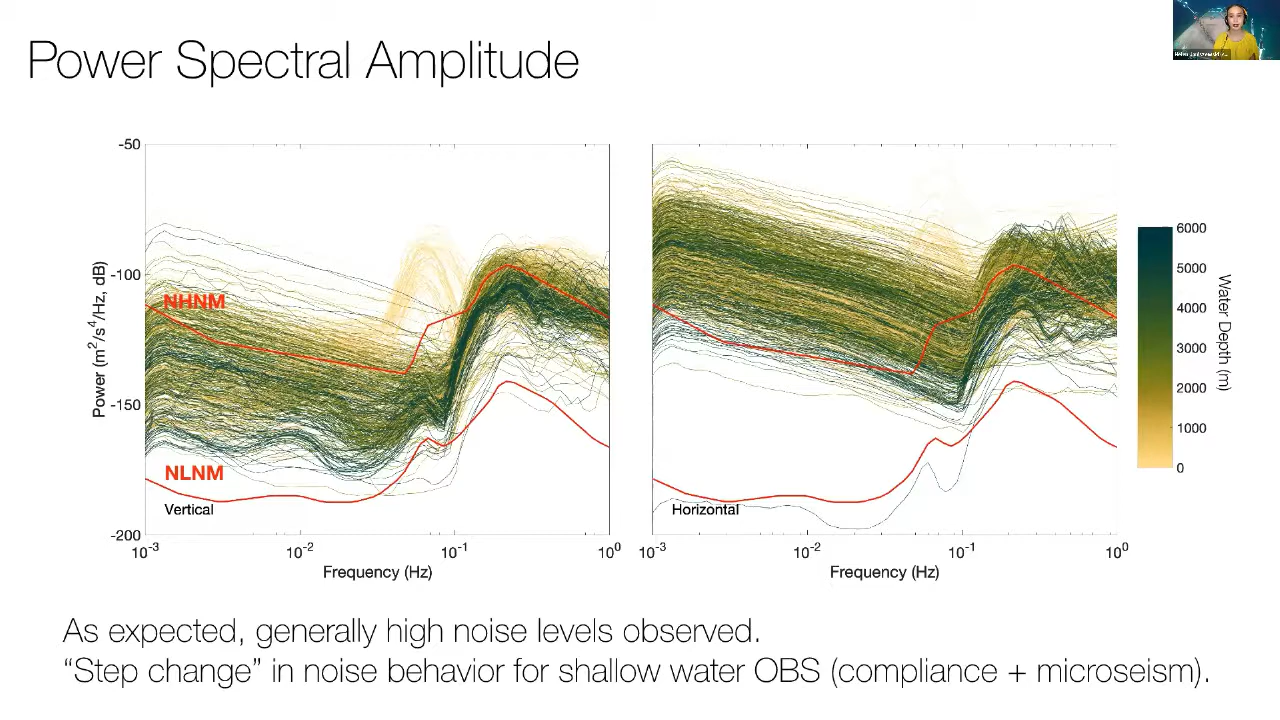 Power Spectral Amplitude
-50
-100
-150
-200
Power (m²/s⁴/Hz, dB)
NHNM
NLNM
Vertical
10⁻³
10⁻²
10⁻¹
10⁰
Frequency (Hz)
Horizontal
10⁻³
10⁻²
10⁻¹
10⁰
Frequency (Hz)
6000
5000
4000
3000
2000
1000
0
Water Depth (m)
As expected, generally high noise levels observed.
“Step change” in noise behavior for shallow water OBS (compliance + microseism).